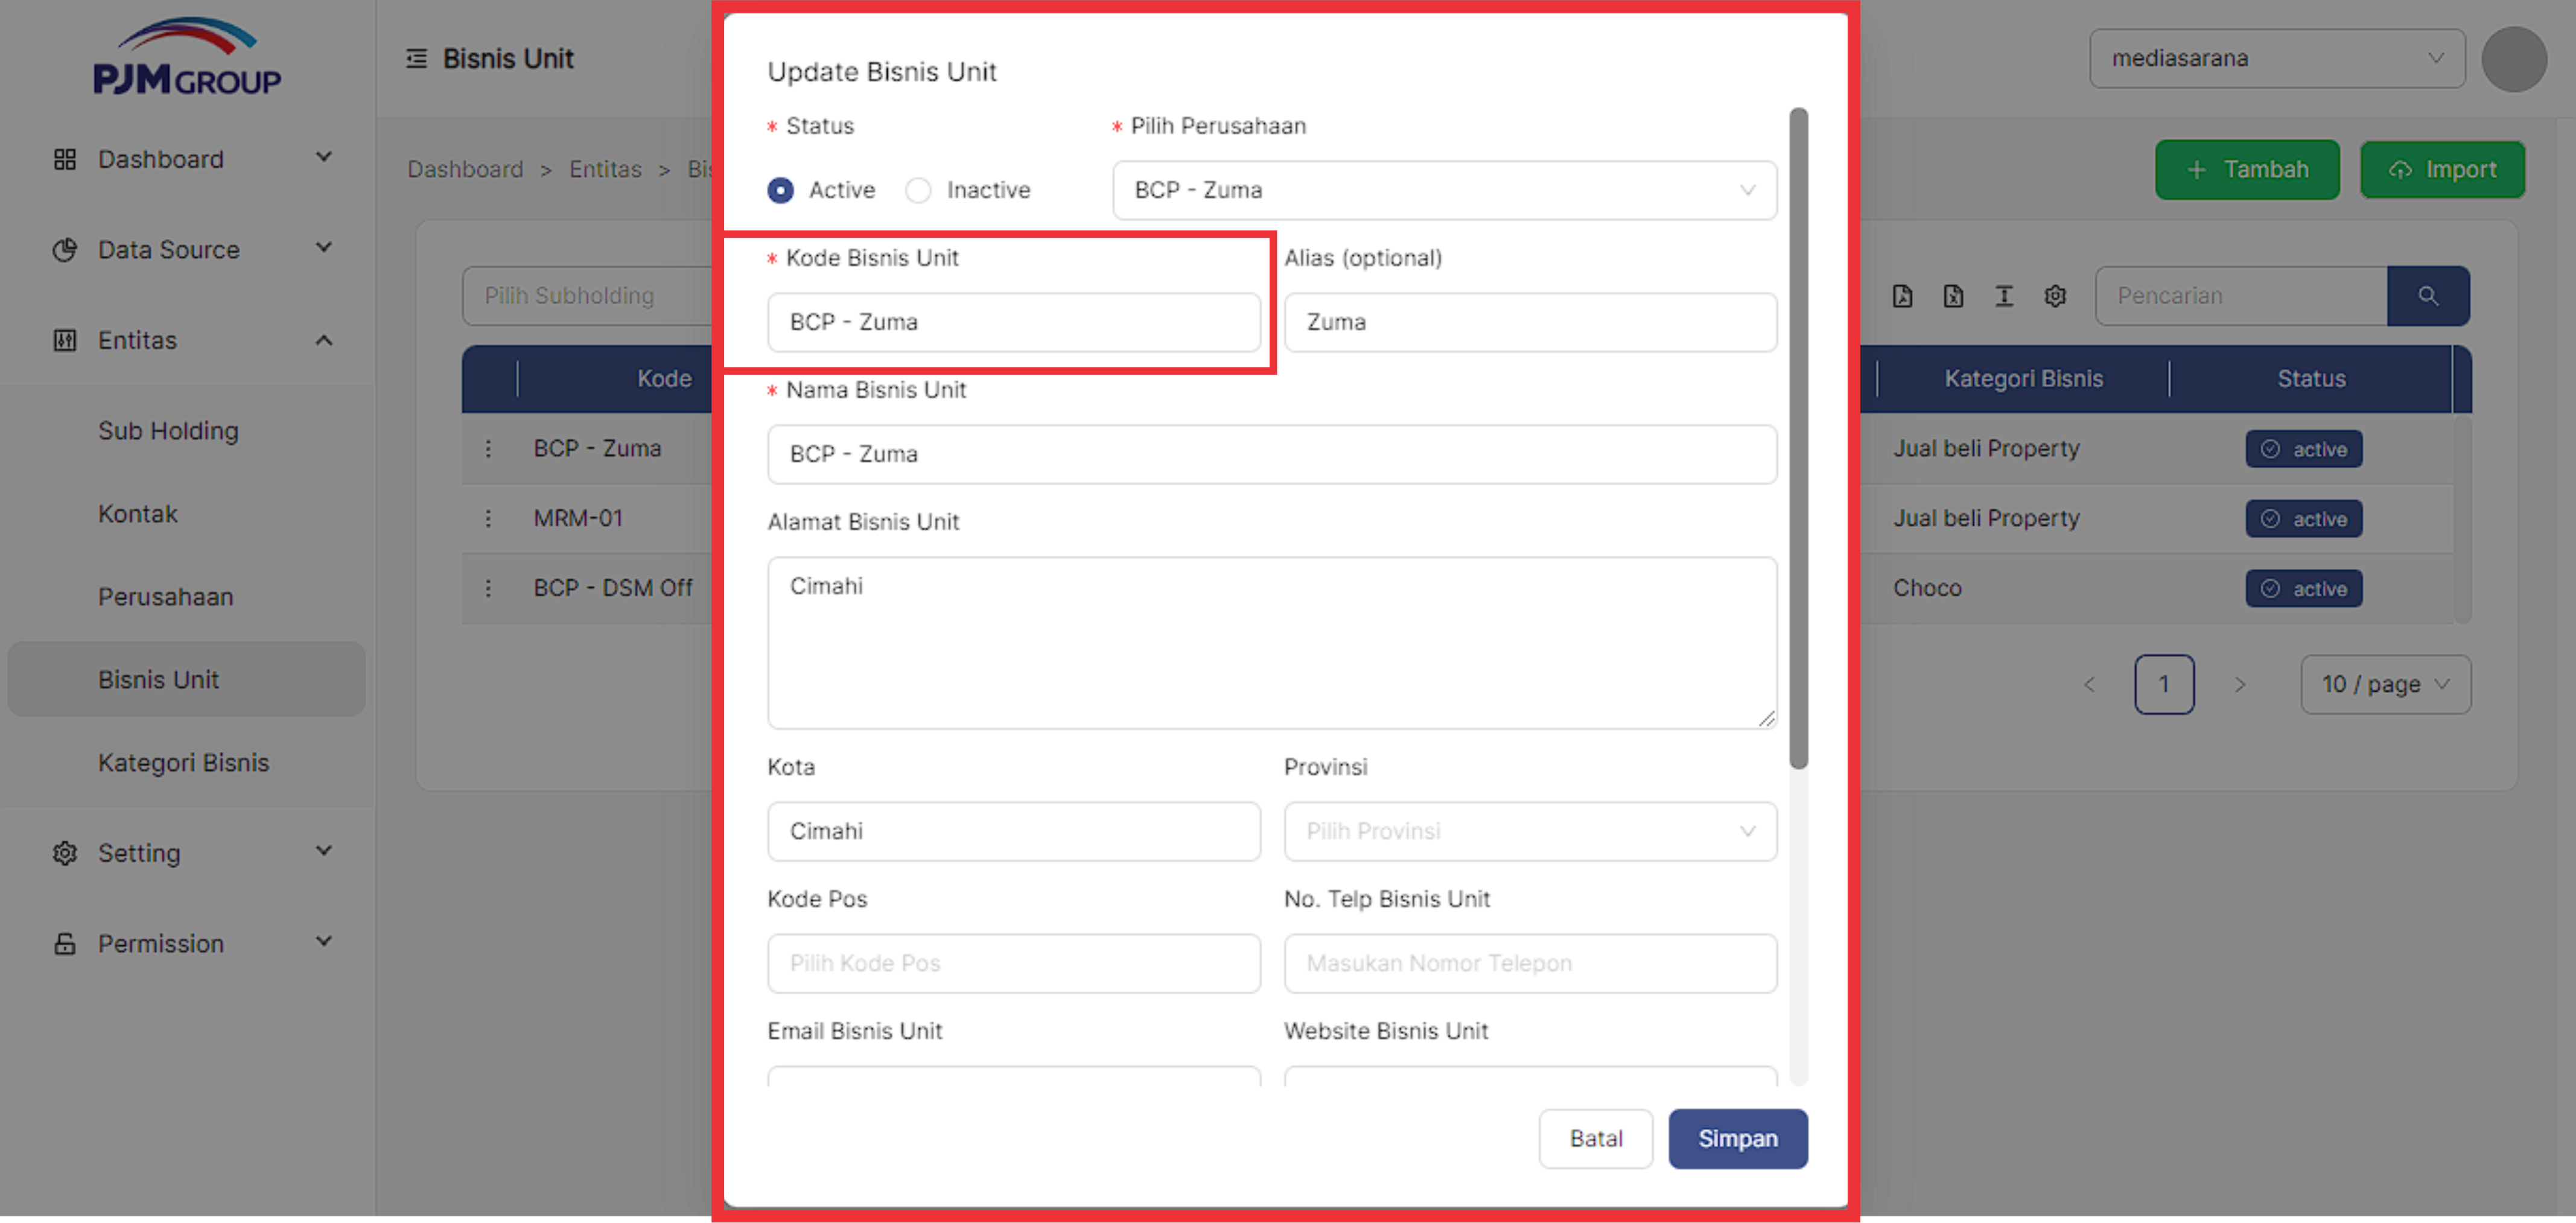 PJM GROUP
Dashboard
Data Source
Entitas
Sub Holding
Kontak
Perusahaan
Bisnis Unit
Kategori Bisnis
Setting
Permission
Bisnis Unit
mediasarana
Dashboard > Entitas > Bis
+ Tambah
Import
Pilih Subholding
Pencarian
Kode
Kategori Bisnis
Status
BCP - Zuma
Jual beli Property
active
MRM-01
Jual beli Property
active
BCP - DSM Off
Choco
active
< 1 >
10 / page
Update Bisnis Unit
* Status
* Pilih Perusahaan
Active
Inactive
BCP - Zuma
* Kode Bisnis Unit
Alias (optional)
BCP - Zuma
Zuma
* Nama Bisnis Unit
BCP - Zuma
Alamat Bisnis Unit
Cimahi
Kota
Provinsi
Cimahi
Pilih Provinsi
Kode Pos
No. Telp Bisnis Unit
Pilih Kode Pos
Masukan Nomor Telepon
Email Bisnis Unit
Website Bisnis Unit
Batal
Simpan